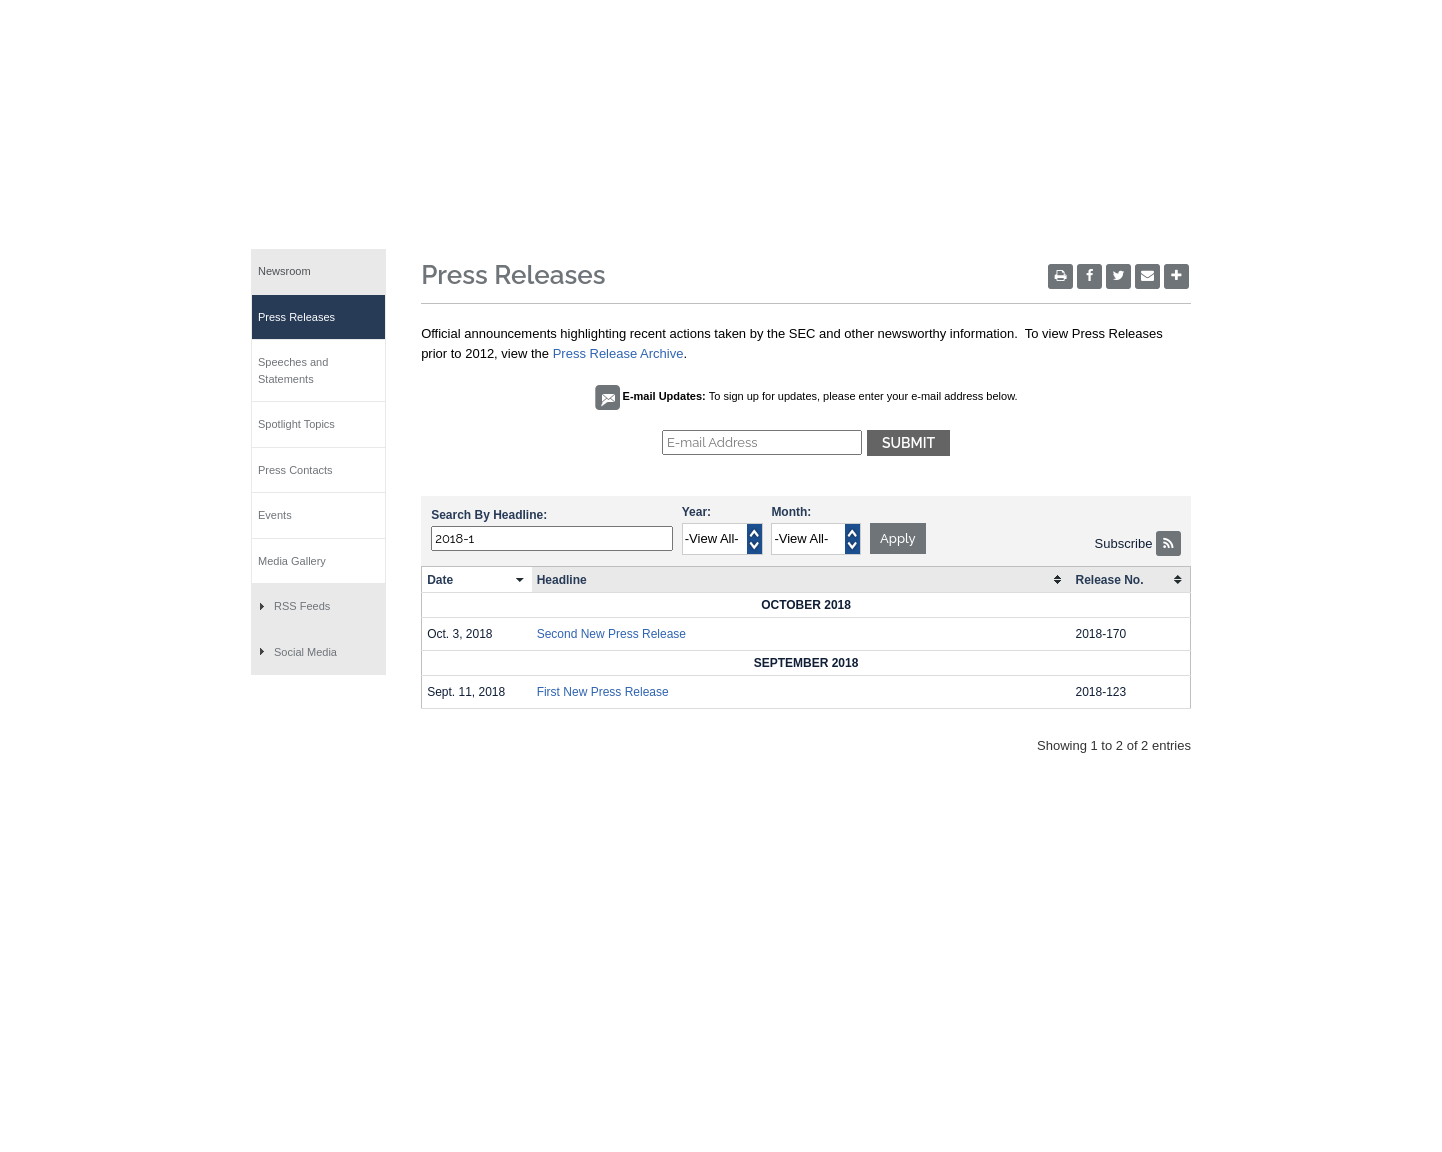 Newsroom
Press Releases
Speeches and
Statements
Spotlight Topics
Press Contacts
Events
Media Gallery
RSS Feeds
Social Media
Press Releases
Official announcements highlighting recent actions taken by the SEC and other newsworthy information.  To view Press Releases
prior to 2012, view the Press Release Archive.
E-mail Updates: To sign up for updates, please enter your e-mail address below.
E-mail Address SUBMIT
Search By Headline: Year: Month:
2018-1 -View All- -View All- Apply Subscribe
Date Headline Release No.
OCTOBER 2018
Oct. 3, 2018 Second New Press Release 2018-170
SEPTEMBER 2018
Sept. 11, 2018 First New Press Release 2018-123
Showing 1 to 2 of 2 entries